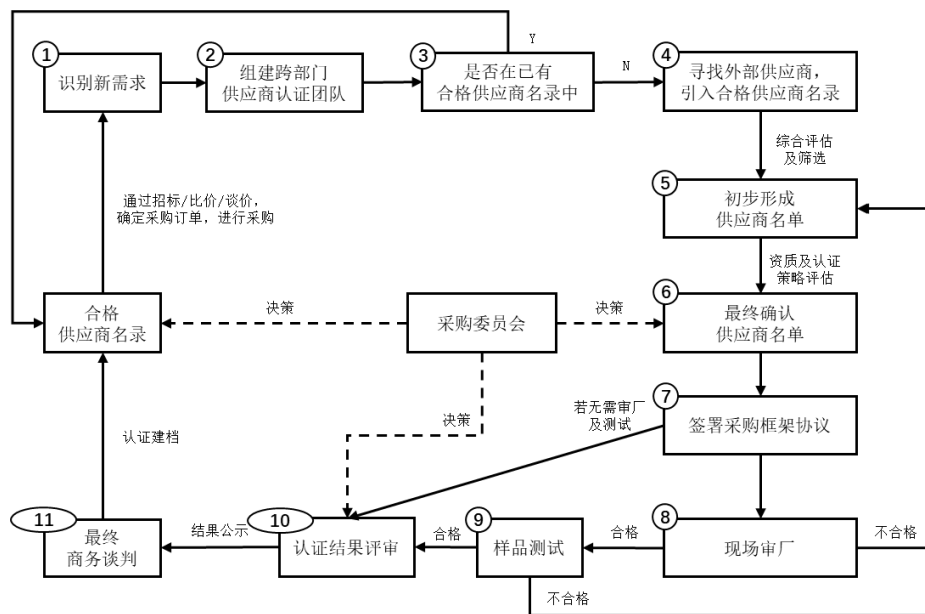 Y
①
识别新需求
②
组建跨部门
供应商认证团队
③
是否在已有
合格供应商名录中
N
④
寻找外部供应商，
引入合格供应商名录
综合评估
及筛选
⑤
初步形成
供应商名单
通过招标/比价/谈价，
确定采购订单，进行采购
资质及认证
策略评估
合格
供应商名录
决策
采购委员会
决策
⑥
最终确认
供应商名单
决策
若无需审厂
及测试
⑦
签署采购框架协议
认证建档
11
最终
商务谈判
结果公示
10
认证结果评审
合格
⑨
样品测试
合格
⑧
现场审厂
不合格
不合格